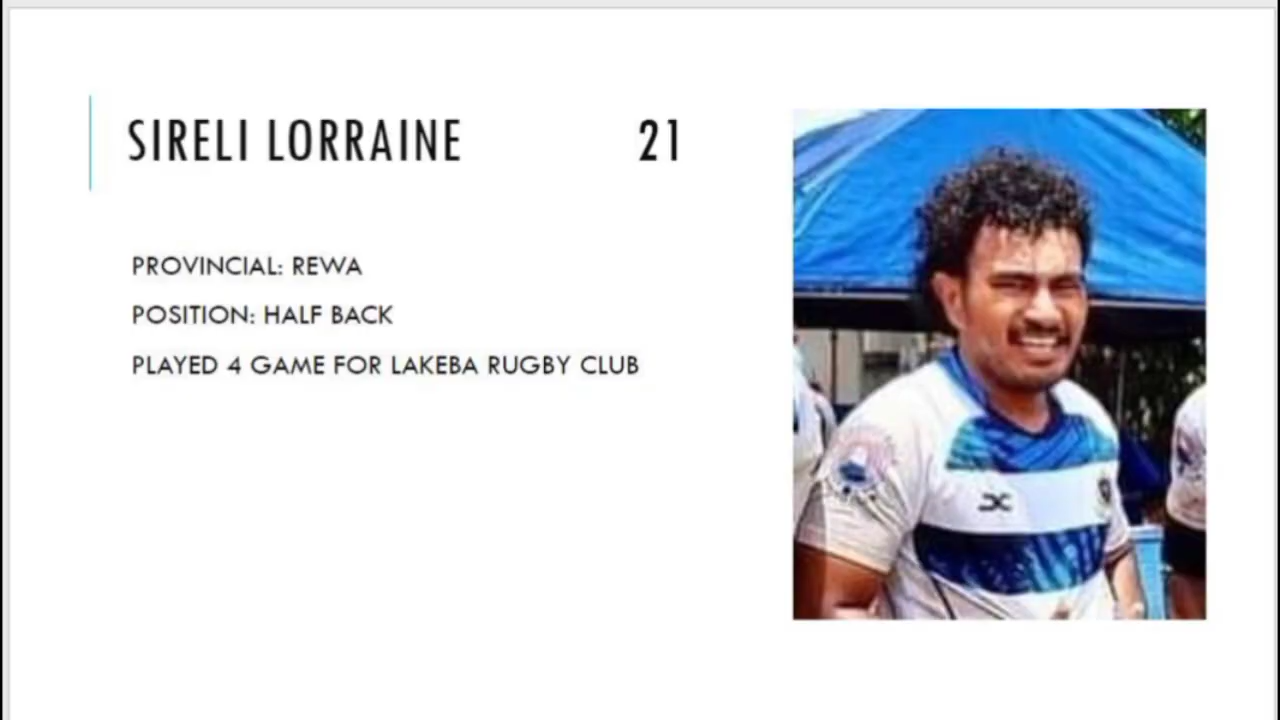 SIRELI LORRAINE 21
PROVINCIAL: REWA
POSITION: HALF BACK
PLAYED 4 GAME FOR LAKEBA RUGBY CLUB